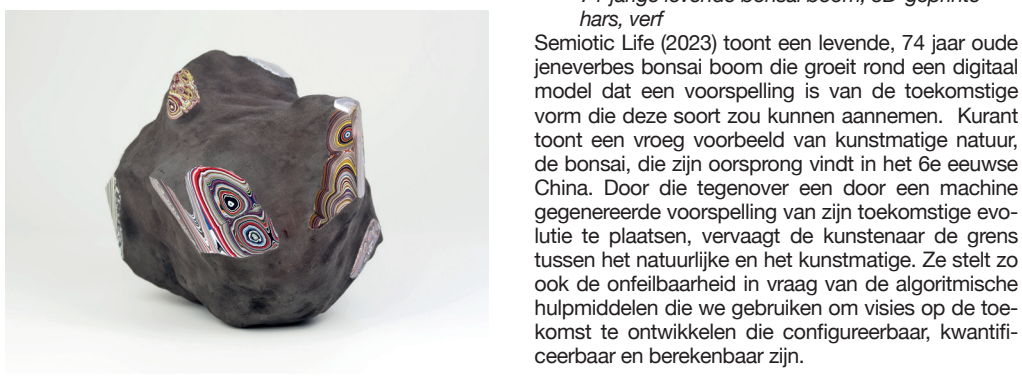 hars, verf
Semiotic Life (2023) toont een levende, 74 jaar oude
jeneverbes bonsai boom die groeit rond een digitaal
model dat een voorspelling is van de toekomstige
vorm die deze soort zou kunnen aannemen. Kurant
toont een vroeg voorbeeld van kunstmatige natuur,
de bonsai, die zijn oorsprong vindt in het 6e eeuwse
China. Door die tegenover een door een machine
gegenereerde voorspelling van zijn toekomstige evo-
lutie te plaatsen, vervaagt de kunstenaar de grens
tussen het natuurlijke en het kunstmatige. Ze stelt zo
ook de onfeilbaarheid in vraag van de algoritmische
hulpmiddelen die we gebruiken om visies op de toe-
komst te ontwikkelen die configureerbaar, kwantifi-
ceerbaar en berekenbaar zijn.